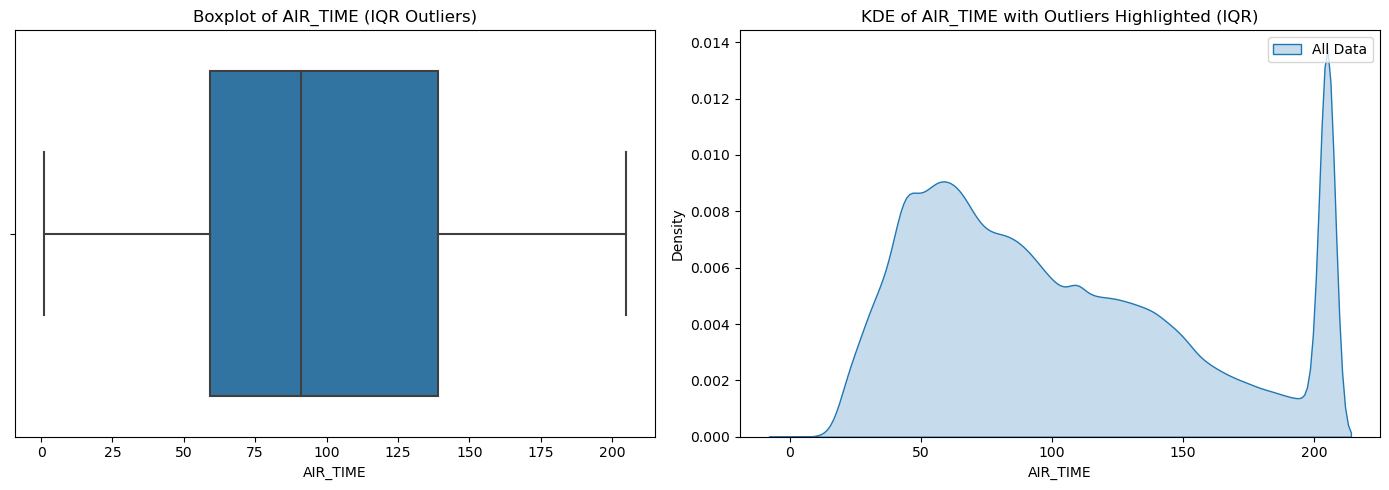 Boxplot of AIR_TIME (IQR Outliers)
0 25 50 75 100 125 150 175 200
AIR_TIME
KDE of AIR_TIME with Outliers Highlighted (IQR)
All Data
0.014
0.012
0.010
0.008
0.006
0.004
0.002
0.000
Density
0 50 100 150 200
AIR_TIME